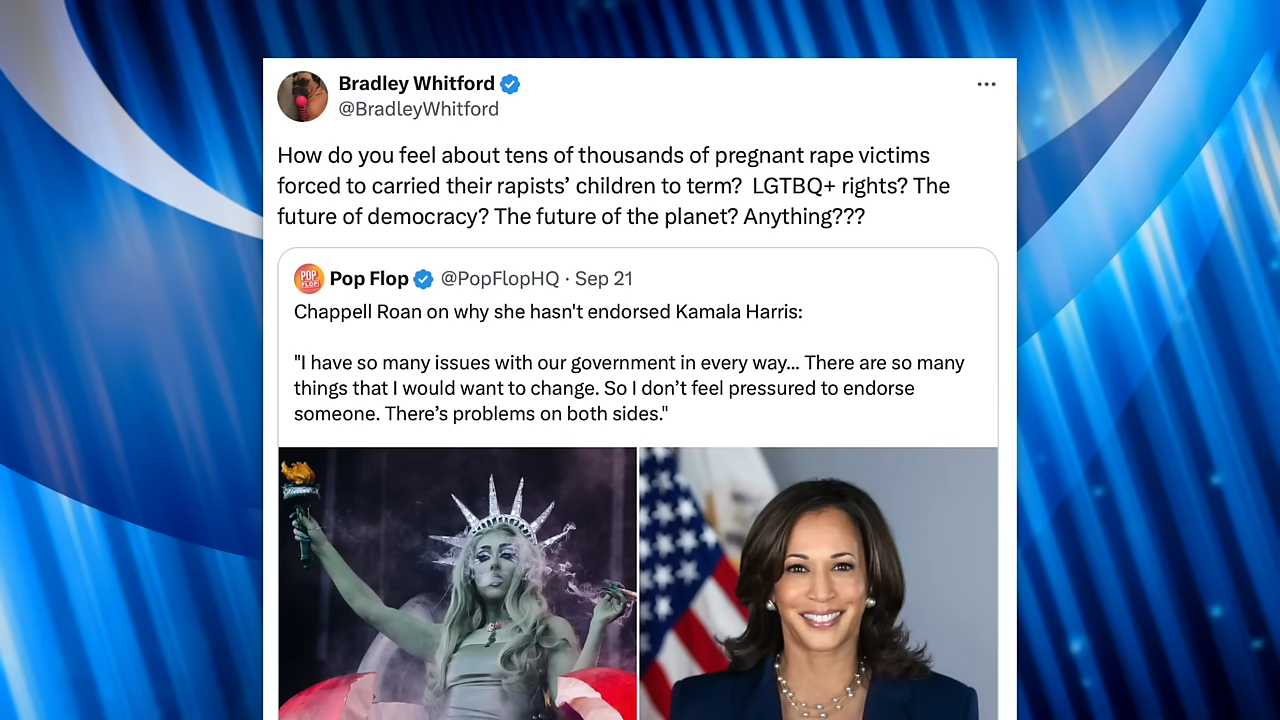 Bradley Whitford
@BradleyWhitford
How do you feel about tens of thousands of pregnant rape victims
forced to carried their rapists’ children to term?  LGTBQ+ rights? The
future of democracy? The future of the planet? Anything???
POP
FLOP
Pop Flop @PopFlopHQ · Sep 21
Chappell Roan on why she hasn't endorsed Kamala Harris:
"I have so many issues with our government in every way... There are so many
things that I would want to change. So I don’t feel pressured to endorse
someone. There’s problems on both sides."